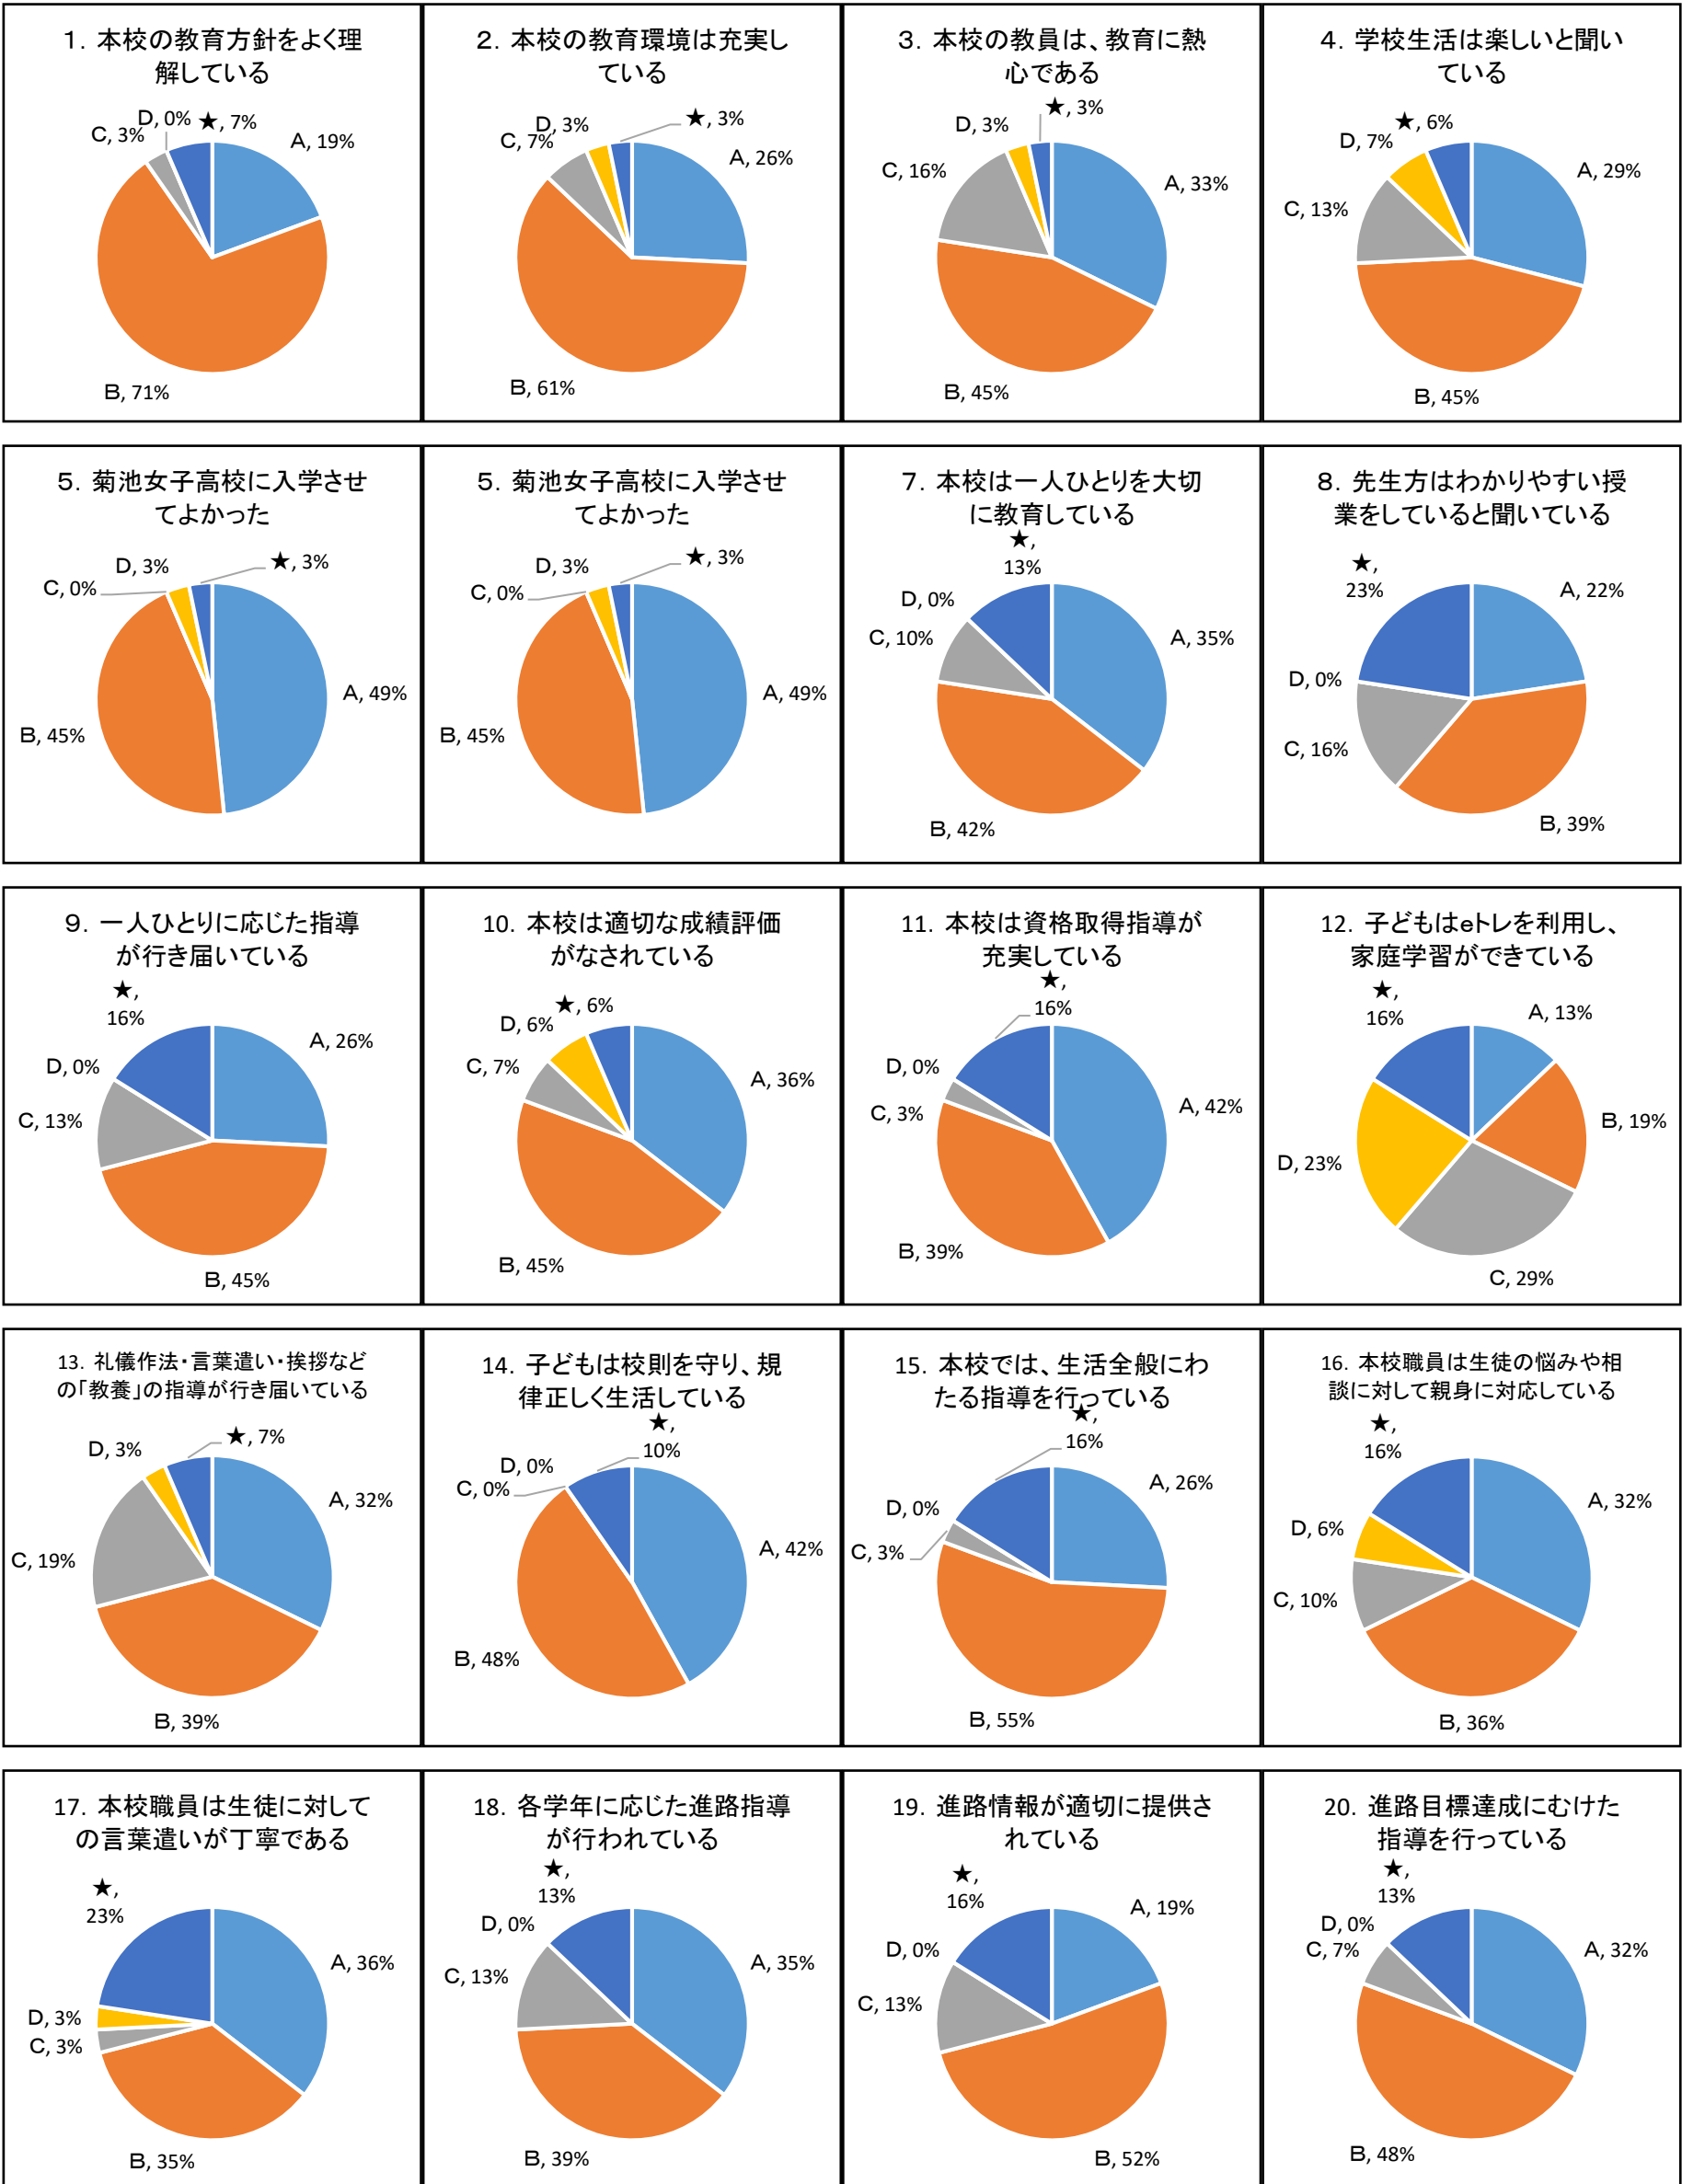 1．本校の教育方針をよく理
解している
D, 0%
★, 7%
C, 3%
A, 19%
B, 71%
2．本校の教育環境は充実し
ている
D, 3%
★, 3%
C, 7%
A, 26%
B, 61%
3．本校の教員は、教育に熱
心である
★, 3%
D, 3%
C, 16%
A, 33%
B, 45%
4．学校生活は楽しいと聞い
ている
★, 6%
D, 7%
A, 29%
C, 13%
B, 45%
5．菊池女子高校に入学させ
てよかった
D, 3%
★, 3%
C, 0%
A, 49%
B, 45%
5．菊池女子高校に入学させ
てよかった
D, 3%
★, 3%
C, 0%
A, 49%
B, 45%
7．本校は一人ひとりを大切
に教育している
★,
13%
D, 0%
C, 10%
A, 35%
B, 42%
8．先生方はわかりやすい授
業をしていると聞いている
★,
23%
A, 22%
D, 0%
C, 16%
B, 39%
9．一人ひとりに応じた指導
が行き届いている
★,
16%
A, 26%
D, 0%
C, 13%
B, 45%
10．本校は適切な成績評価
がなされている
★, 6%
D, 6%
C, 7%
A, 36%
B, 45%
11．本校は資格取得指導が
充実している
★,
16%
D, 0%
C, 3%
A, 42%
B, 39%
12．子どもはeトレを利用し、
家庭学習ができている
★,
16%
A, 13%
B, 19%
D, 23%
C, 29%
13．礼儀作法・言葉遣い・挨拶など
の「教養」の指導が行き届いている
D, 3%
★, 7%
A, 32%
C, 19%
B, 39%
14．子どもは校則を守り、規
律正しく生活している
★,
10%
D, 0%
C, 0%
A, 42%
B, 48%
15．本校では、生活全般にわ
たる指導を行っている
★,
16%
A, 26%
D, 0%
C, 3%
B, 55%
16．本校職員は生徒の悩みや相
談に対して親身に対応している
★,
16%
A, 32%
D, 6%
C, 10%
B, 36%
17．本校職員は生徒に対して
の言葉遣いが丁寧である
★,
23%
A, 36%
D, 3%
C, 3%
B, 35%
18．各学年に応じた進路指導
が行われている
★,
13%
D, 0%
C, 13%
A, 35%
B, 39%
19．進路情報が適切に提供さ
れている
★,
16%
A, 19%
D, 0%
C, 13%
B, 52%
20．進路目標達成にむけた
指導を行っている
★,
13%
D, 0%
C, 7%
A, 32%
B, 48%